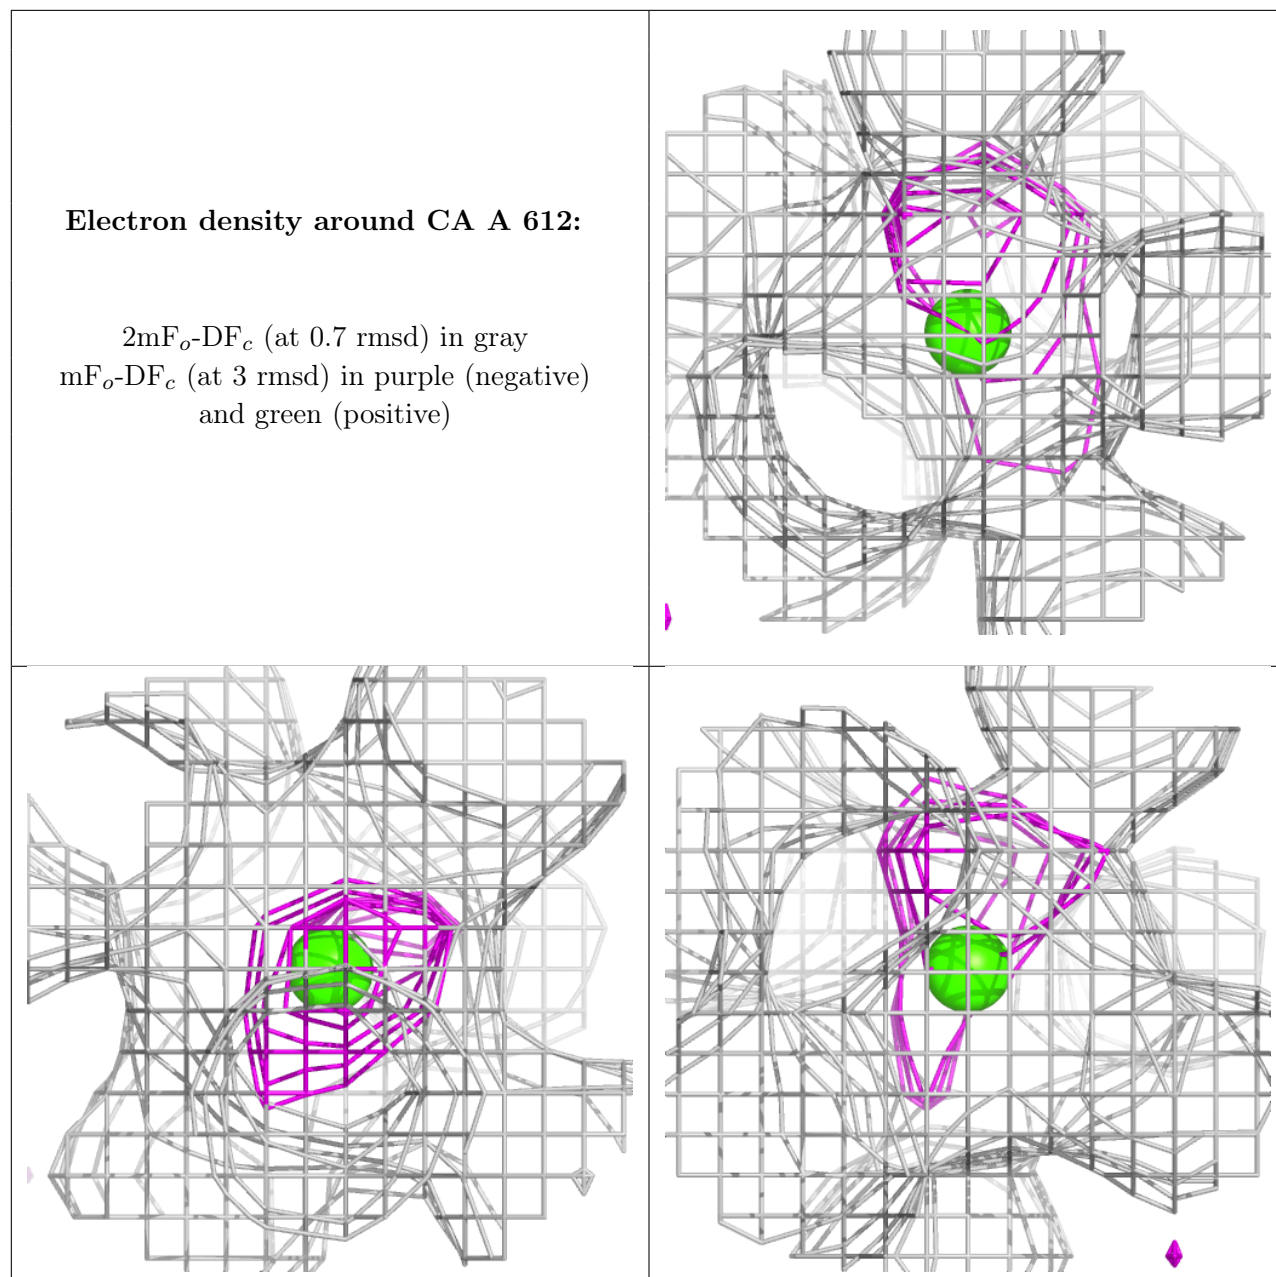 Electron density around CA A 612:
2mFo-DFc (at 0.7 rmsd) in gray
mFo-DFc (at 3 rmsd) in purple (negative)
and green (positive)